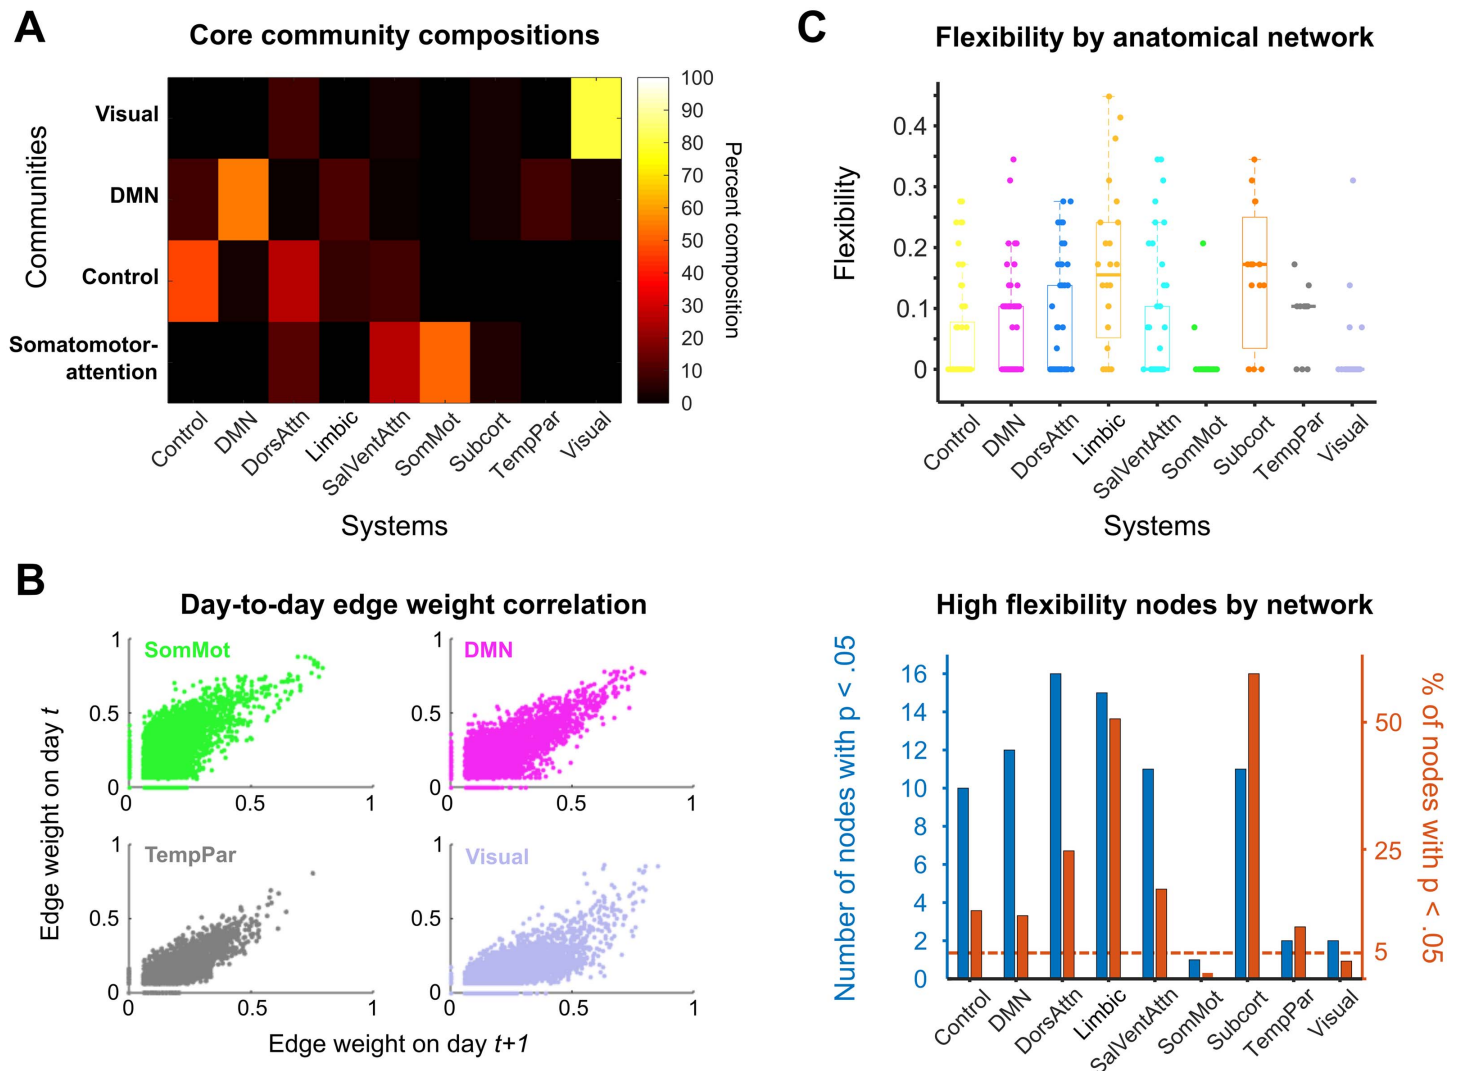 A
Core community compositions
Communities
Visual
DMN
Control
Somatomotor-
attention
100
90
80
70
60
50
40
30
20
10
0
Percent composition
Control
DMN
DorsAttn
Limbic
SalVentAttn
SomMot
Subcort
TempPar
Visual
Systems
C
Flexibility by anatomical network
Flexibility
0.4
0.3
0.2
0.1
0
Control
DMN
DorsAttn
Limbic
SalVentAttn
SomMot
Subcort
TempPar
Visual
Systems
B
Day-to-day edge weight correlation
Edge weight on day t
1
0.5
0
SomMot
0
0.5
1
1
0.5
0
DMN
0
0.5
1
1
0.5
0
TempPar
0
0.5
1
1
0.5
0
Visual
0
0.5
1
Edge weight on day t+1
High flexibility nodes by network
Number of nodes with p < .05
16
14
12
10
8
6
4
2
0
50
25
5
% of nodes with p < .05
Control
DMN
DorsAttn
Limbic
SalVentAttn
SomMot
Subcort
TempPar
Visual